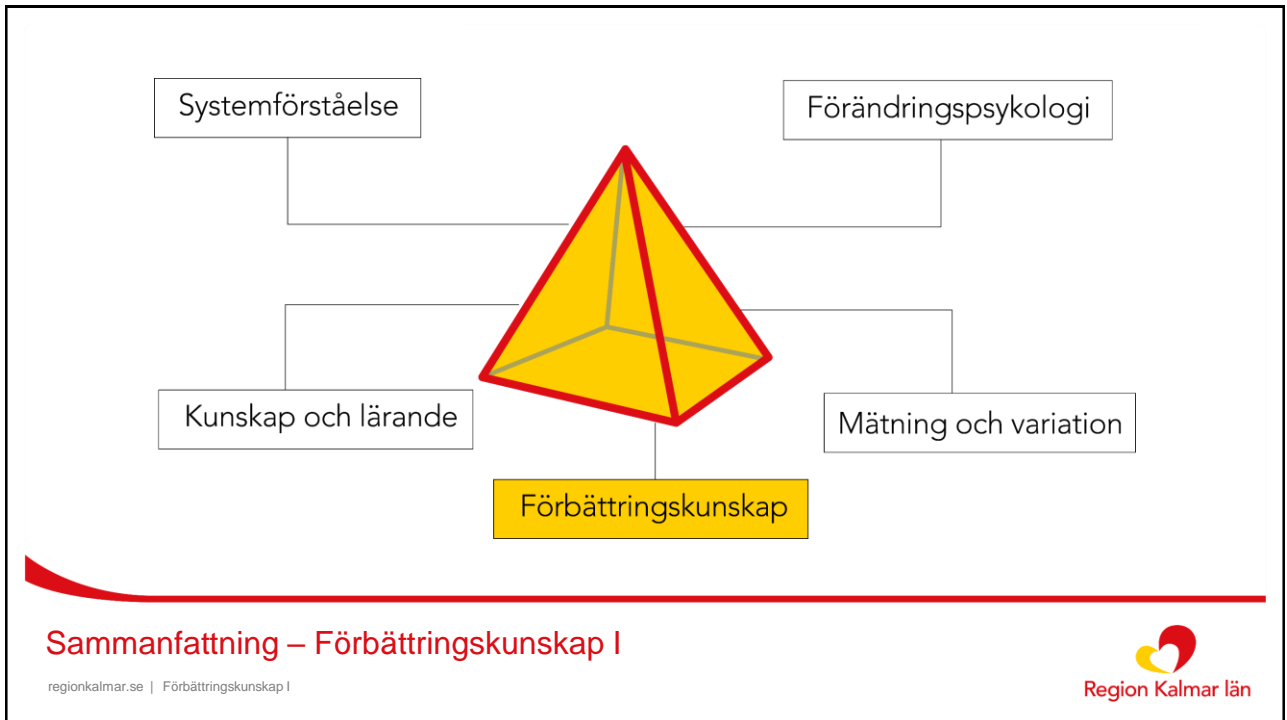 Systemförståelse
Förändringspsykologi
Kunskap och lärande
Mätning och variation
Förbättringskunskap
Sammanfattning – Förbättringskunskap I
regionkalmar.se | Förbättringskunskap I
Region Kalmar län